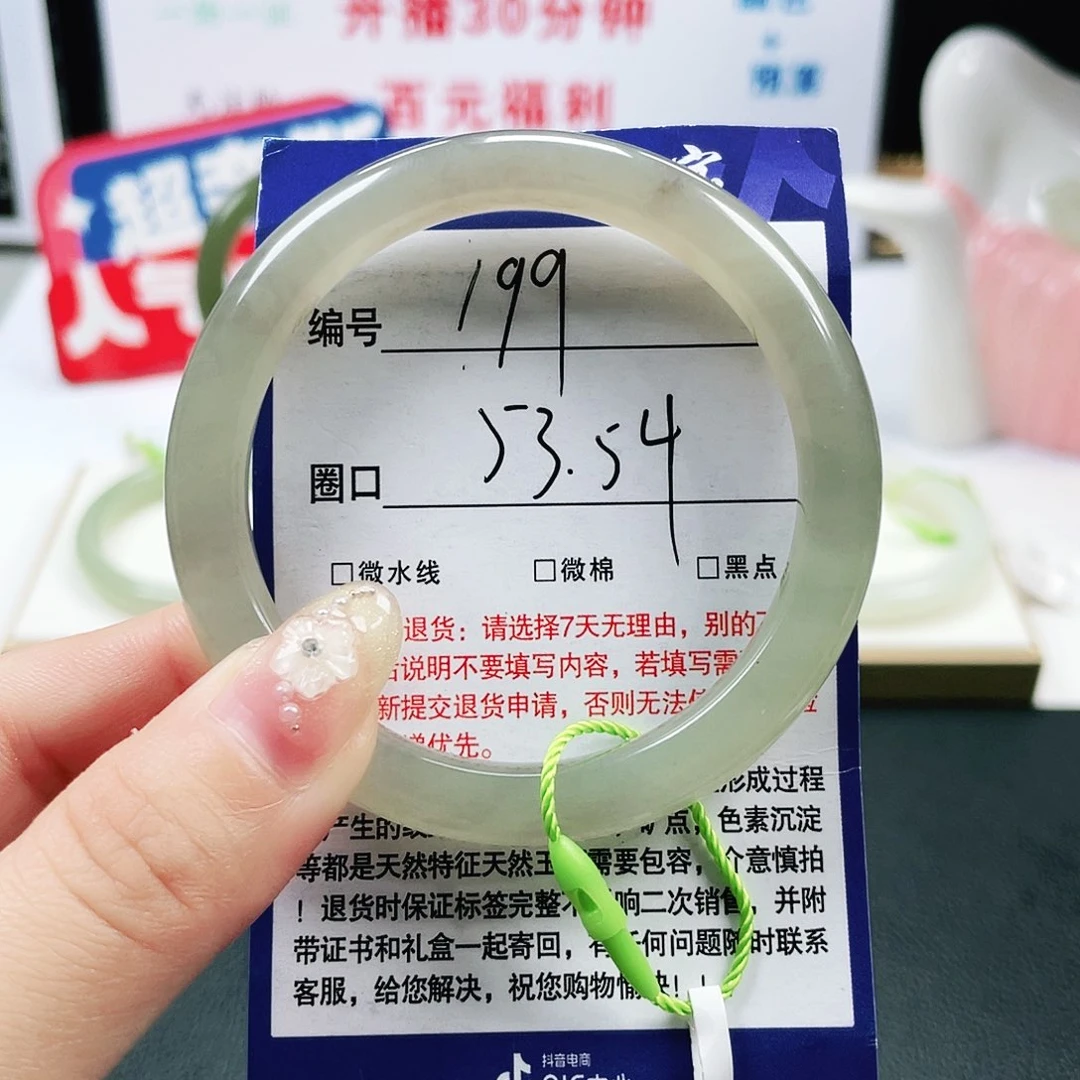 开播30分钟
百元福利
超
人气
编号 199
圈口 53.54
□微水线 □微棉 □黑点
退货：请选择7天无理由，别的
说明不要填写内容，若填写需
新提交退货申请，否则无法
优先。
形成过程
产生的 矿点，色素沉淀
等都是天然特征天然玉 需要包容，介意慎拍
！退货时保证标签完整不 响二次销售，并附
带证书和礼盒一起寄回，有任何问题随时联系
客服，给您解决，祝您购物愉快！！
抖音电商